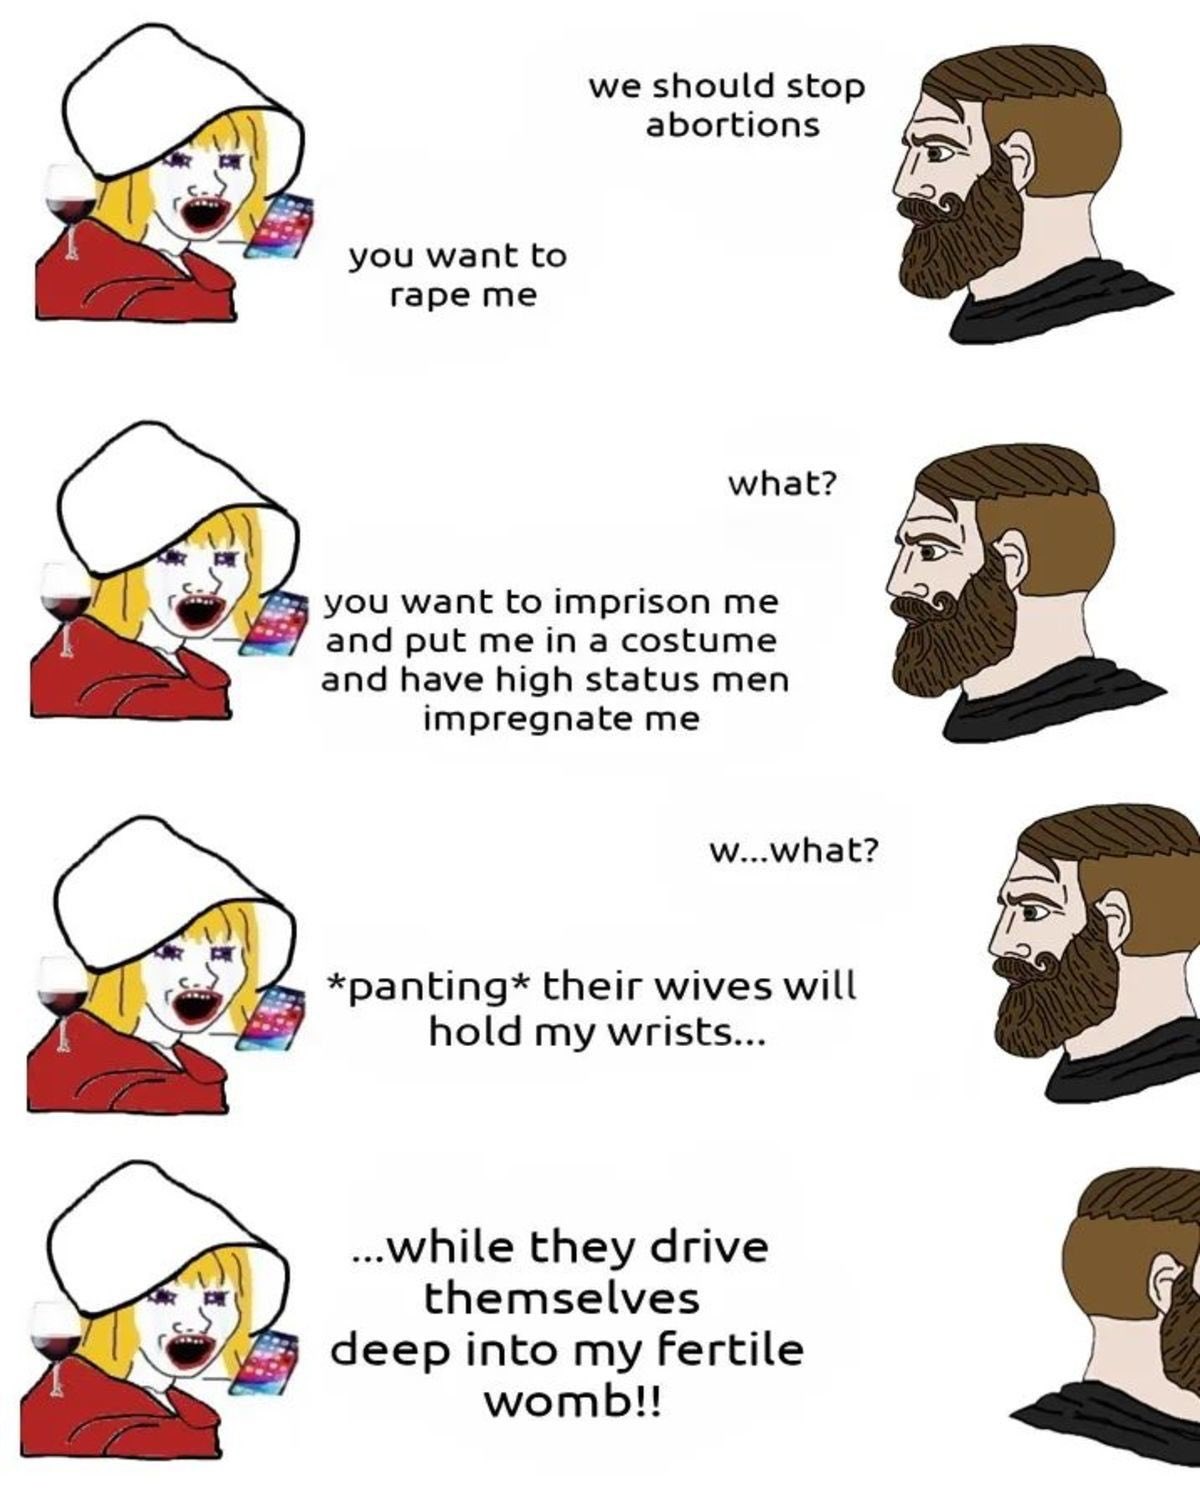 we should stop
abortions
you want to
rape me
what?
you want to imprison me
and put me in a costume
and have high status men
impregnate me
w...what?
*panting* their wives will
hold my wrists...
...while they drive
themselves
deep into my fertile
womb!!